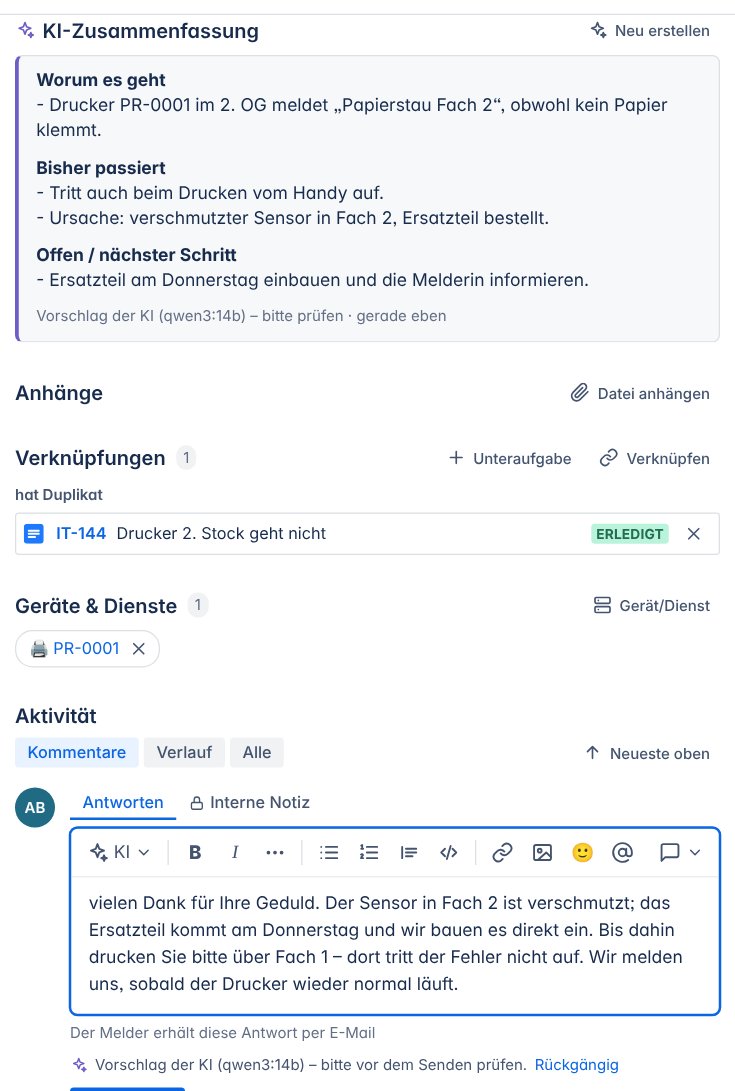 KI-Zusammenfassung
Neu erstellen
Worum es geht
- Drucker PR-0001 im 2. OG meldet „Papierstau Fach 2“, obwohl kein Papier
klemmt.
Bisher passiert
- Tritt auch beim Drucken vom Handy auf.
- Ursache: verschmutzter Sensor in Fach 2, Ersatzteil bestellt.
Offen / nächster Schritt
- Ersatzteil am Donnerstag einbauen und die Melderin informieren.
Vorschlag der KI (qwen3:14b) – bitte prüfen · gerade eben
Anhänge
Datei anhängen
Verknüpfungen 1
Unteraufgabe
Verknüpfen
hat Duplikat
IT-144 Drucker 2. Stock geht nicht
ERLEDIGT
Geräte & Dienste 1
Gerät/Dienst
PR-0001
Aktivität
Kommentare
Verlauf
Alle
Neueste oben
AB
Antworten
Interne Notiz
KI
B
I
vielen Dank für Ihre Geduld. Der Sensor in Fach 2 ist verschmutzt; das
Ersatzteil kommt am Donnerstag und wir bauen es direkt ein. Bis dahin
drucken Sie bitte über Fach 1 – dort tritt der Fehler nicht auf. Wir melden
uns, sobald der Drucker wieder normal läuft.
Der Melder erhält diese Antwort per E-Mail
Vorschlag der KI (qwen3:14b) – bitte vor dem Senden prüfen. Rückgängig